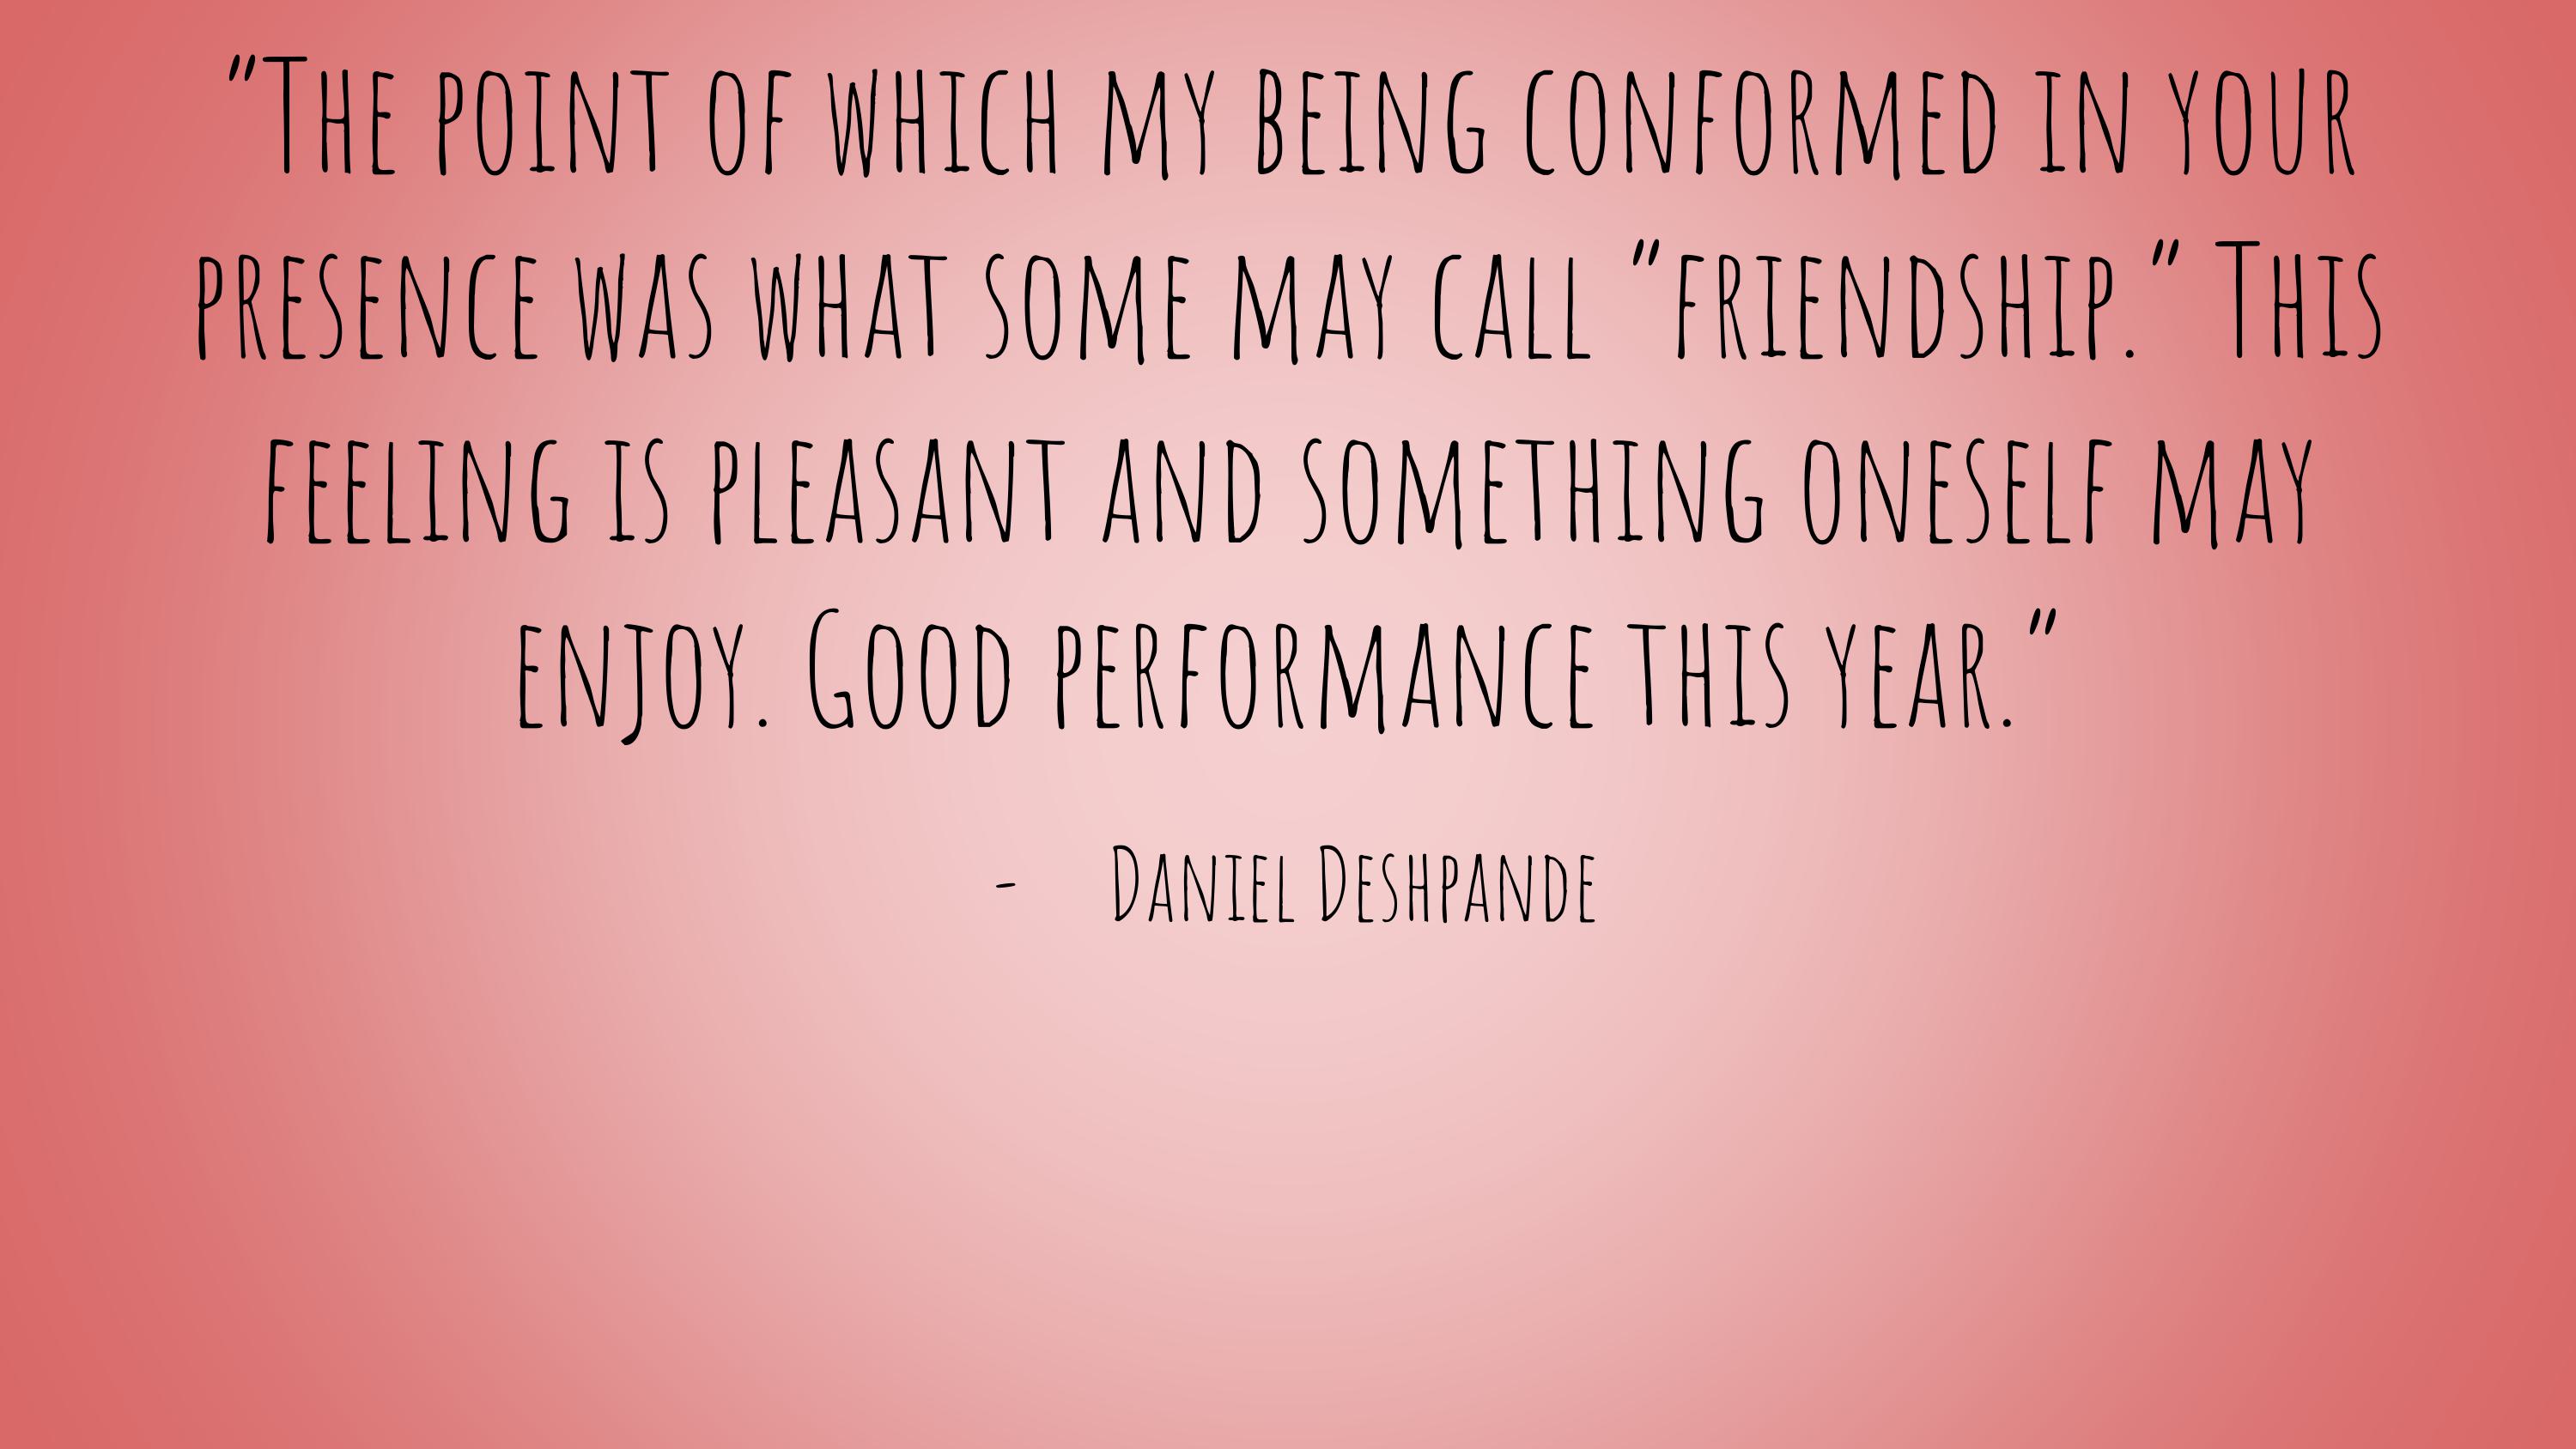 "The point of which my being conformed in your
presence was what some may call "friendship." This
feeling is pleasant and something oneself may
enjoy. Good performance this year."
- Daniel Deshpande